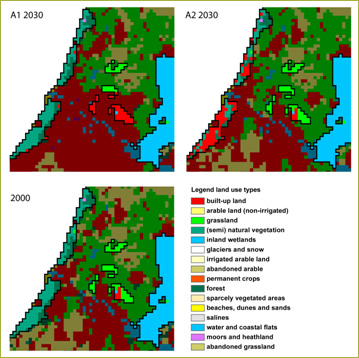 A1 2030
A2 2030
2000
Legend land use types
built-up land
arable land (non-irrigated)
grassland
(semi) natural vegetation
inland wetlands
glaciers and snow
irrigated arable land
abandoned arable
permanent crops
forest
sparcely vegetated areas
beaches, dunes and sands
salines
water and coastal flats
moors and heathland
abandoned grassland